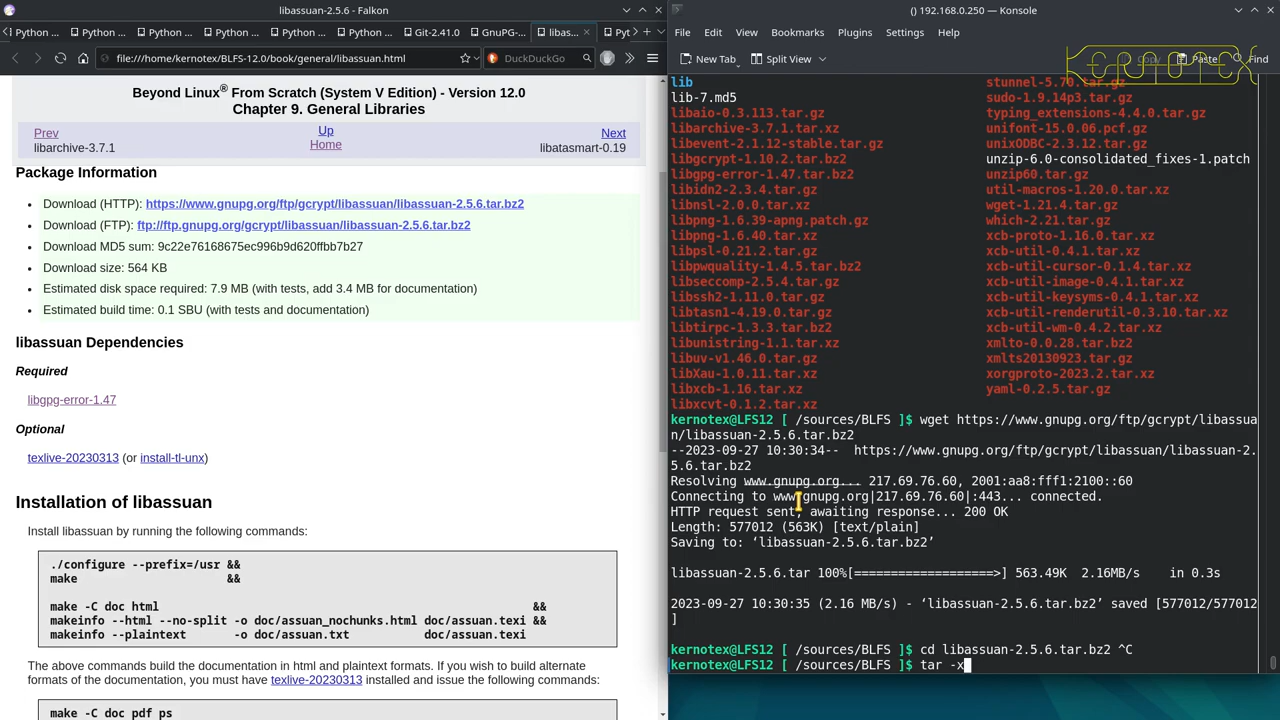 libassuan-2.5.6 - Falkon
Python ...
Python ...
Python ...
Python ...
Python ...
Python ...
Git-2.41.0
GnuPG-...
libas...
Pyt
file:///home/kernotex/BLFS-12.0/book/general/libassuan.html
DuckDuckGo
Beyond Linux® From Scratch (System V Edition) - Version 12.0
Chapter 9. General Libraries
Prev
Up
Next
libarchive-3.7.1
Home
libatasmart-0.19
Package Information
• Download (HTTP): https://www.gnupg.org/ftp/gcrypt/libassuan/libassuan-2.5.6.tar.bz2
• Download (FTP): ftp://ftp.gnupg.org/gcrypt/libassuan/libassuan-2.5.6.tar.bz2
• Download MD5 sum: 9c22e76168675ec996b9d620ffbb7b27
• Download size: 564 KB
• Estimated disk space required: 7.9 MB (with tests, add 3.4 MB for documentation)
• Estimated build time: 0.1 SBU (with tests and documentation)
libassuan Dependencies
Required
libgpg-error-1.47
Optional
texlive-20230313 (or install-tl-unx)
Installation of libassuan
Install libassuan by running the following commands:
./configure --prefix=/usr &&
make &&
make -C doc html &&
makeinfo --html --no-split -o doc/assuan_nochunks.html doc/assuan.texi &&
makeinfo --plaintext -o doc/assuan.txt doc/assuan.texi
The above commands build the documentation in html and plaintext formats. If you wish to build alternate
formats of the documentation, you must have texlive-20230313 installed and issue the following commands:
make -C doc pdf ps
() 192.168.0.250 — Konsole
File Edit View Bookmarks Plugins Settings Help
New Tab Split View Copy Paste Find
KERNOTEX
lib stunnel-5.70.tar.gz
lib-7.md5 sudo-1.9.14p3.tar.gz
libaio-0.3.113.tar.gz typing_extensions-4.4.0.tar.gz
libarchive-3.7.1.tar.xz unifont-15.0.06.pcf.gz
libevent-2.1.12-stable.tar.gz unixODBC-2.3.12.tar.gz
libgcrypt-1.10.2.tar.bz2 unzip-6.0-consolidated_fixes-1.patch
libgpg-error-1.47.tar.bz2 unzip60.tar.gz
libidn2-2.3.4.tar.gz util-macros-1.20.0.tar.xz
libnsl-2.0.0.tar.xz wget-1.21.4.tar.gz
libpng-1.6.39-apng.patch.gz which-2.21.tar.gz
libpng-1.6.40.tar.xz xcb-proto-1.16.0.tar.xz
libpsl-0.21.2.tar.gz xcb-util-0.4.1.tar.xz
libpwquality-1.4.5.tar.bz2 xcb-util-cursor-0.1.4.tar.xz
libseccomp-2.5.4.tar.gz xcb-util-image-0.4.1.tar.xz
libssh2-1.11.0.tar.gz xcb-util-keysyms-0.4.1.tar.xz
libtasn1-4.19.0.tar.gz xcb-util-renderutil-0.3.10.tar.xz
libtirpc-1.3.3.tar.bz2 xcb-util-wm-0.4.2.tar.xz
libunistring-1.1.tar.xz xmlto-0.0.28.tar.bz2
libuv-v1.46.0.tar.gz xmlts20130923.tar.gz
libXau-1.0.11.tar.xz xorgproto-2023.2.tar.xz
libxcb-1.16.tar.xz yaml-0.2.5.tar.gz
libxcvt-0.1.2.tar.xz
kernotex@LFS12 [ /sources/BLFS ]$ wget https://www.gnupg.org/ftp/gcrypt/libassua
n/libassuan-2.5.6.tar.bz2
--2023-09-27 10:30:34-- https://www.gnupg.org/ftp/gcrypt/libassuan/libassuan-2.
5.6.tar.bz2
Resolving www.gnupg.org... 217.69.76.60, 2001:aa8:fff1:2100::60
Connecting to www.gnupg.org|217.69.76.60|:443... connected.
HTTP request sent, awaiting response... 200 OK
Length: 577012 (563K) [text/plain]
Saving to: ‘libassuan-2.5.6.tar.bz2’
libassuan-2.5.6.tar 100%[===================>] 563.49K 2.16MB/s in 0.3s
2023-09-27 10:30:35 (2.16 MB/s) - ‘libassuan-2.5.6.tar.bz2’ saved [577012/577012
]
kernotex@LFS12 [ /sources/BLFS ]$ cd libassuan-2.5.6.tar.bz2 ^C
kernotex@LFS12 [ /sources/BLFS ]$ tar -x